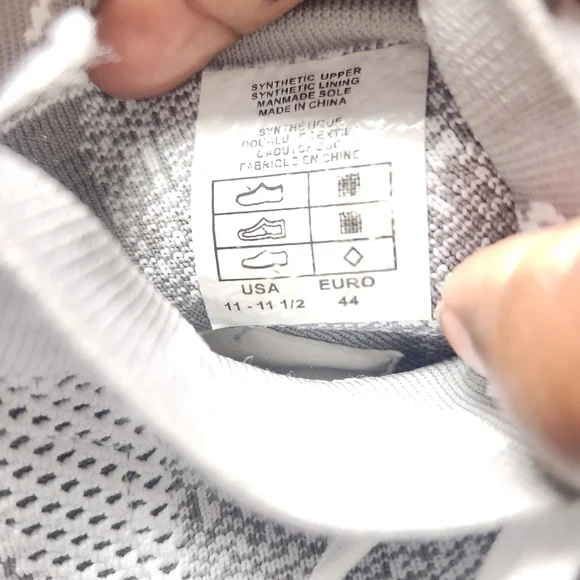 SYNTHETIC UPPER
SYNTHETIC LINING
MANMADE SOLE
MADE IN CHINA
SYNTHETIQUE
FABRIQUE EN CHINE
USA EURO
11 - 11 1/2 44